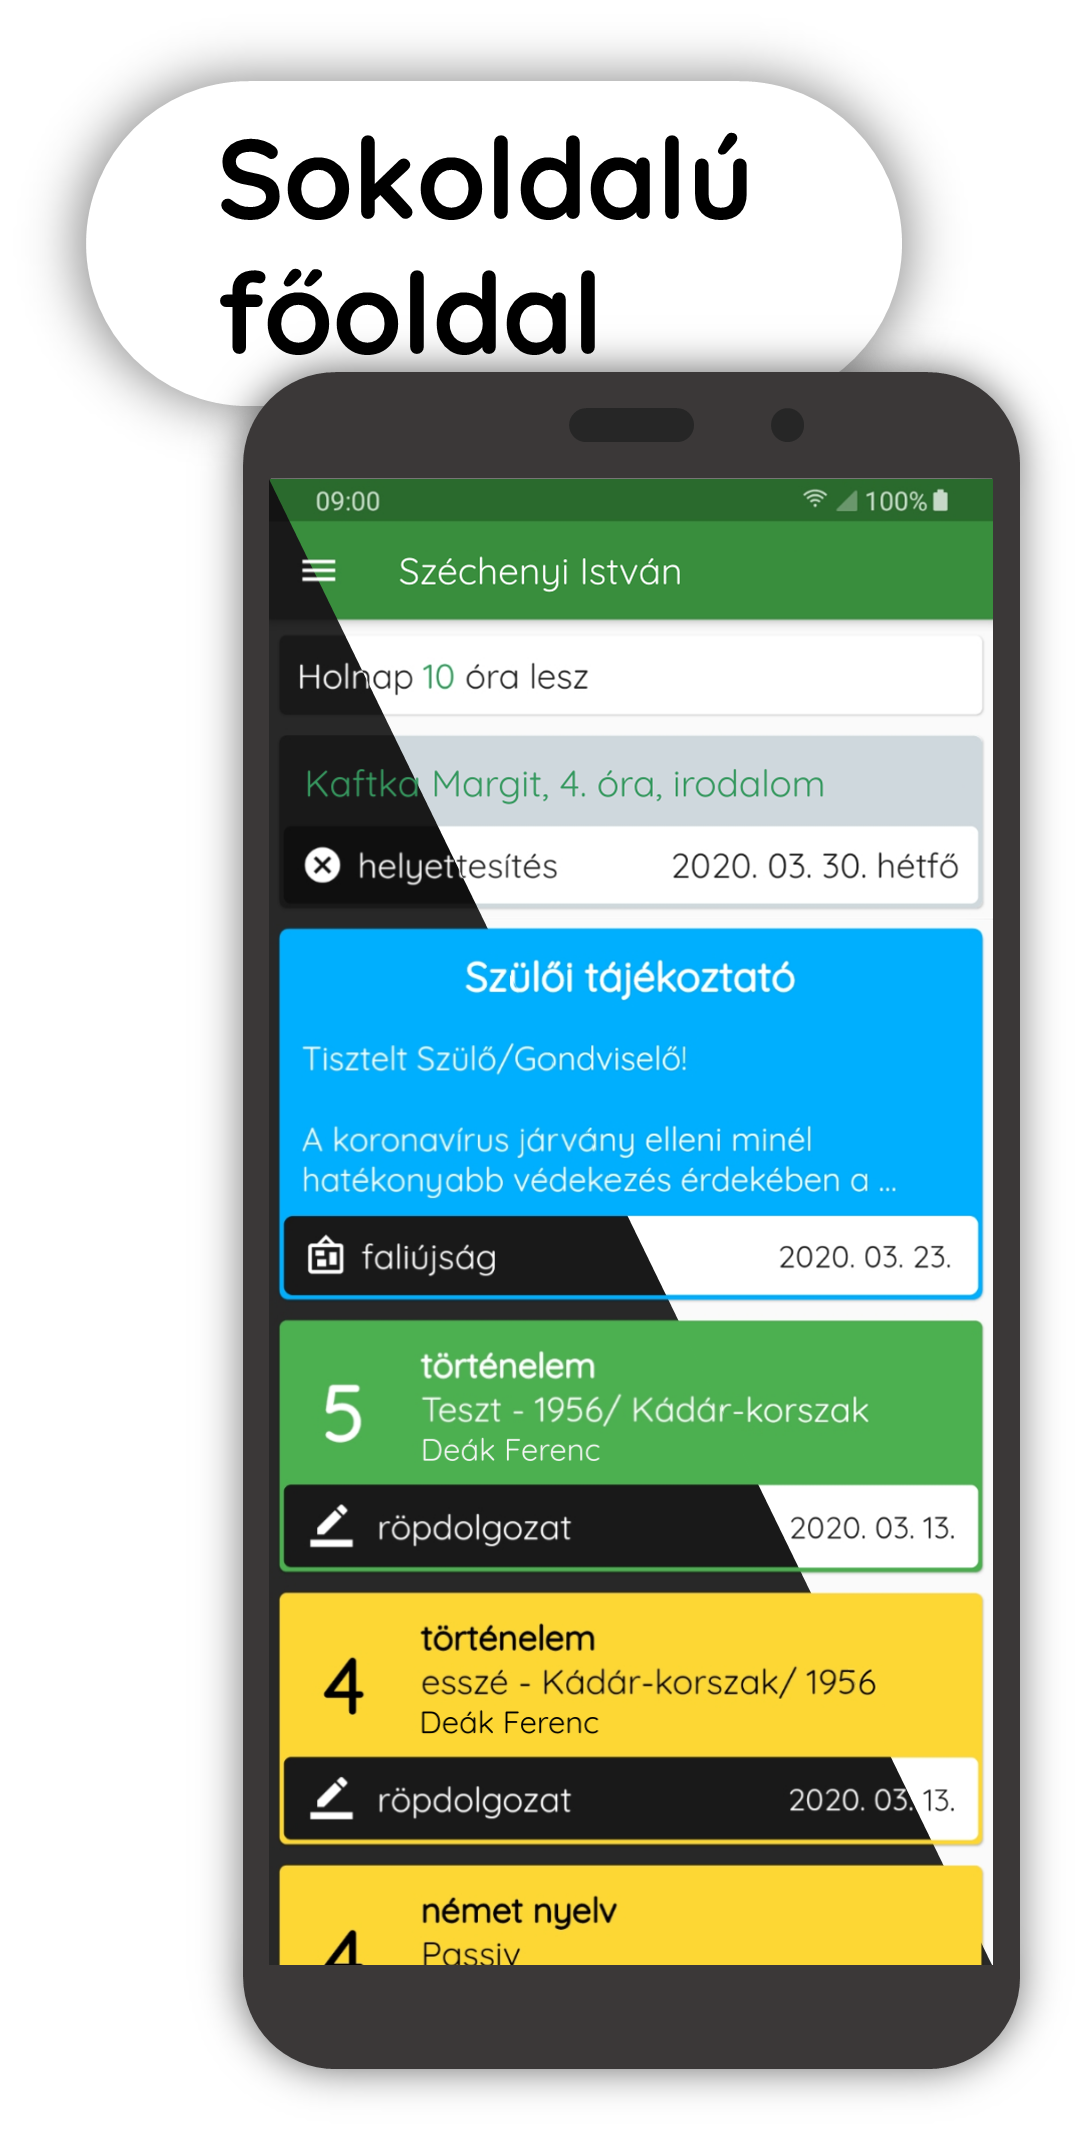 Sokoldalú
főoldal
09:00 100%
Széchenyi István
Holnap 10 óra lesz
Kaftka Margit, 4. óra, irodalom
helyettesítés 2020. 03. 30. hétfő
Szülői tájékoztató
Tisztelt Szülő/Gondviselő!
A koronavírus járvány elleni minél
hatékonyabb védekezés érdekében a ...
faliújság 2020. 03. 23.
történelem
5 Teszt - 1956/ Kádár-korszak
Deák Ferenc
röpdolgozat 2020. 03. 13.
történelem
4 esszé - Kádár-korszak/ 1956
Deák Ferenc
röpdolgozat 2020. 03. 13.
német nyelv
4 Passiv